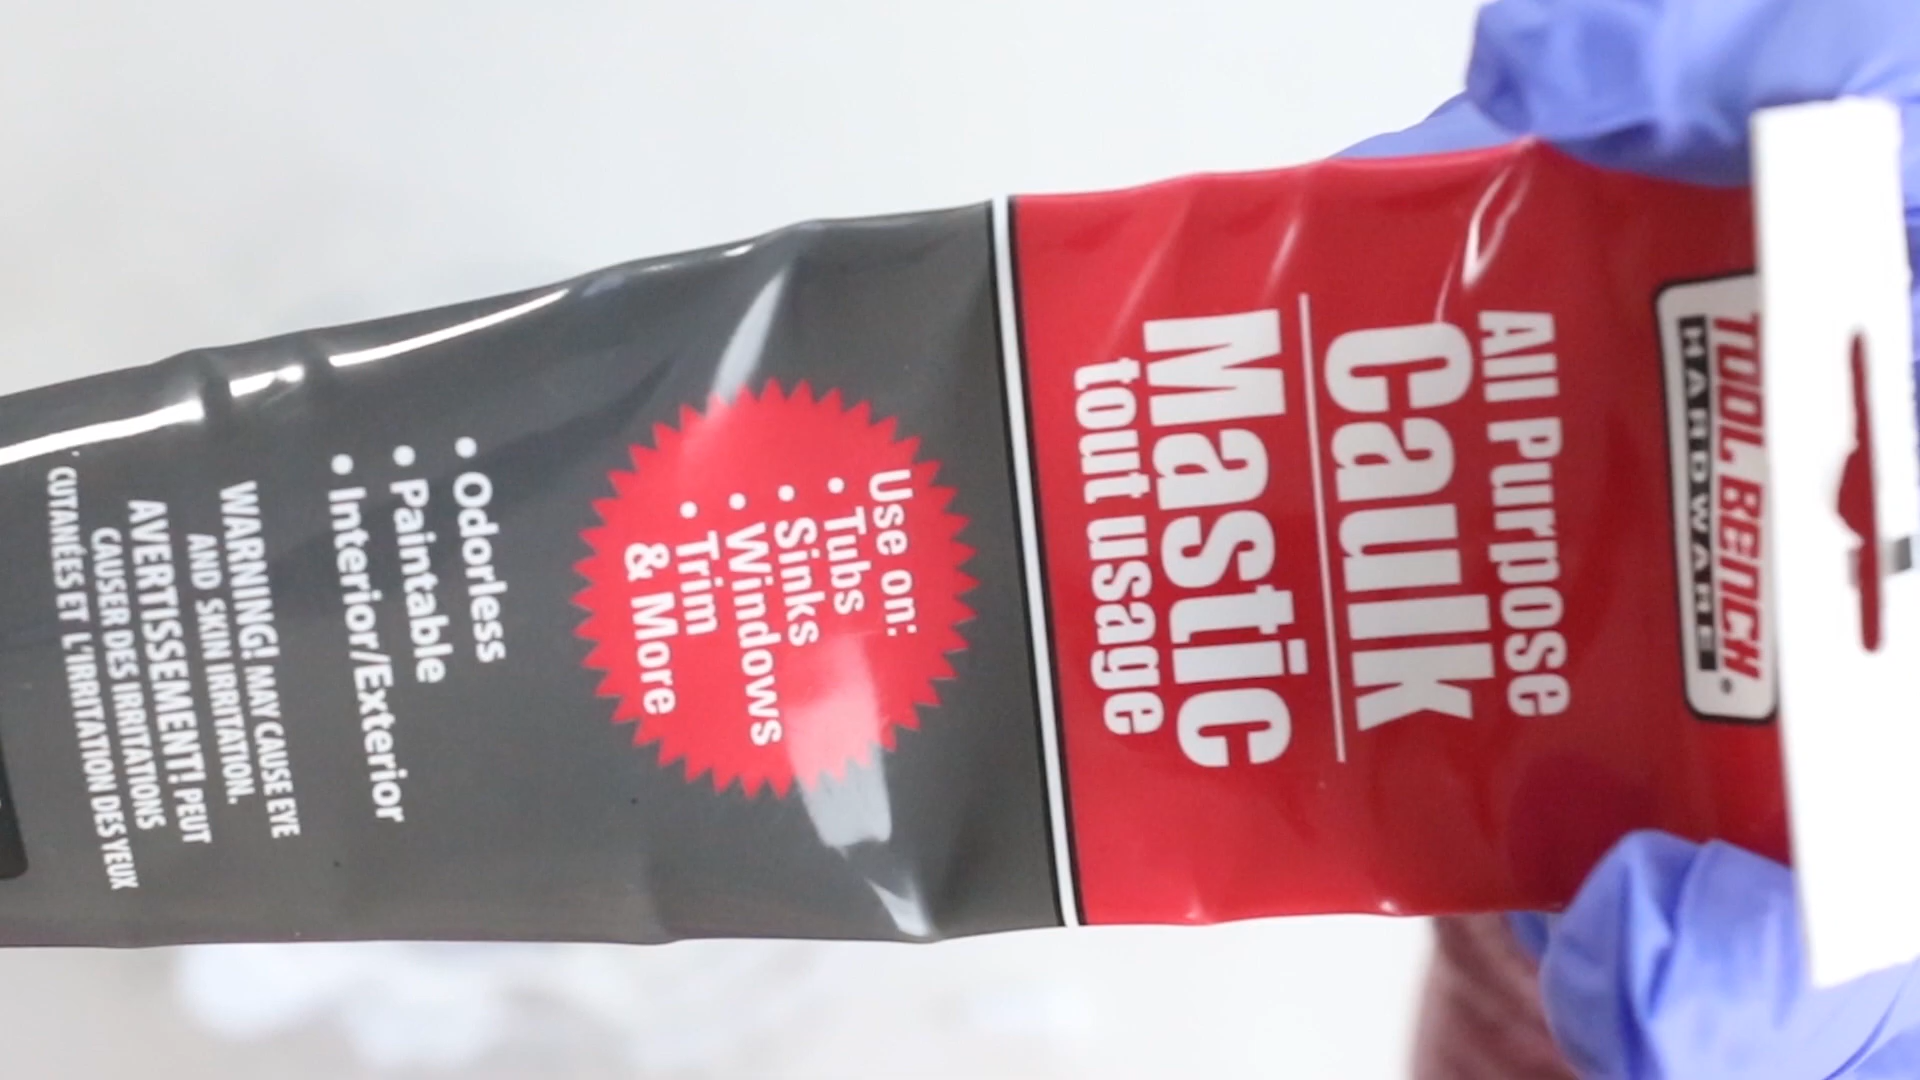 TOOL BENCH
HARDWARE®
All Purpose
Caulk
Mastic
tout usage
Use on:
• Tubs
• Sinks
• Windows
• Trim
& More
• Odorless
• Paintable
• Interior/Exterior
WARNING! MAY CAUSE EYE
AND SKIN IRRITATION.
AVERTISSEMENT! PEUT
CAUSER DES IRRITATIONS
CUTANÉES ET L'IRRITATION DES YEUX